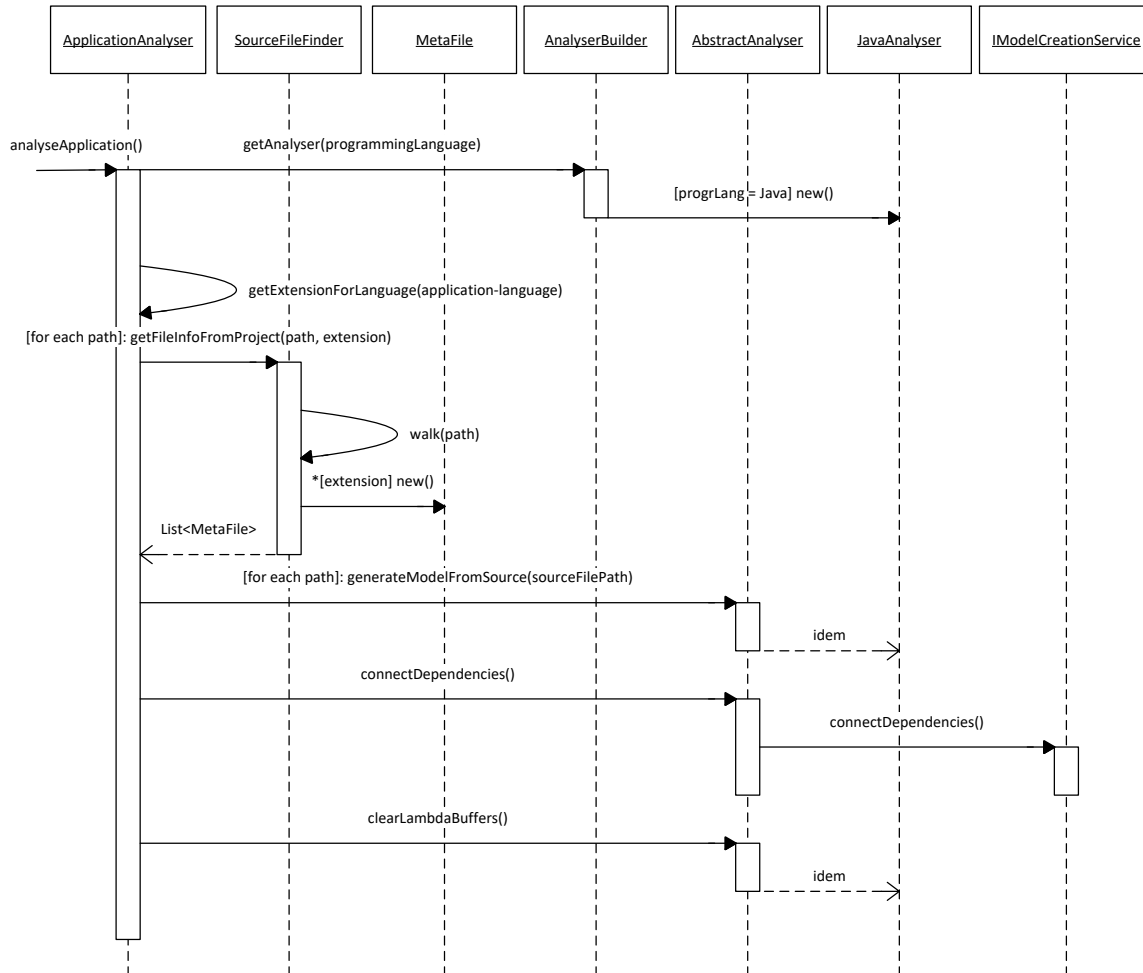 ApplicationAnalyser
SourceFileFinder
MetaFile
AnalyserBuilder
AbstractAnalyser
JavaAnalyser
IModelCreationService
analyseApplication()
getAnalyser(programmingLanguage)
[progrLang = Java] new()
getExtensionForLanguage(application-language)
[for each path]: getFileInfoFromProject(path, extension)
walk(path)
*[extension] new()
List<MetaFile>
[for each path]: generateModelFromSource(sourceFilePath)
idem
connectDependencies()
connectDependencies()
clearLambdaBuffers()
idem